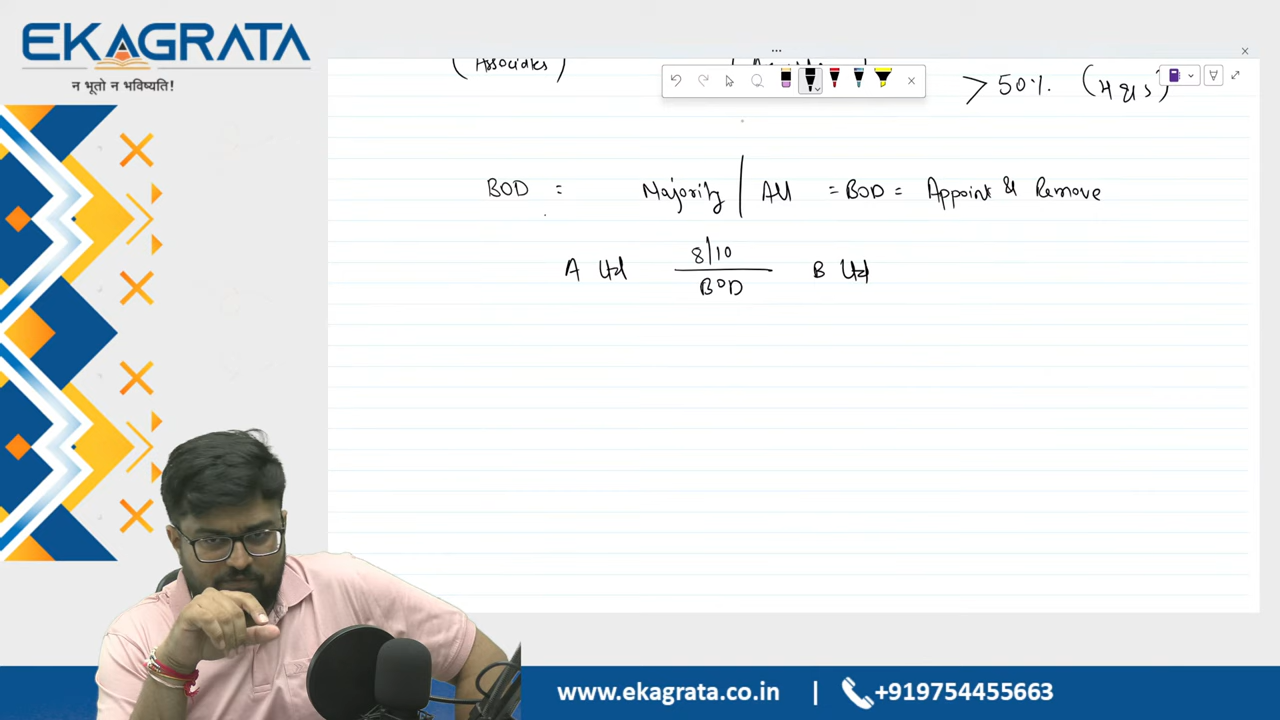 EKAGRATA
न भूतो न भविष्यति!
(Associates)
> 50%
BOD = Majority | All = BOD = Appoint & Remove
A Ltd 8/10 B Ltd
BOD
www.ekagrata.co.in | +919754455663